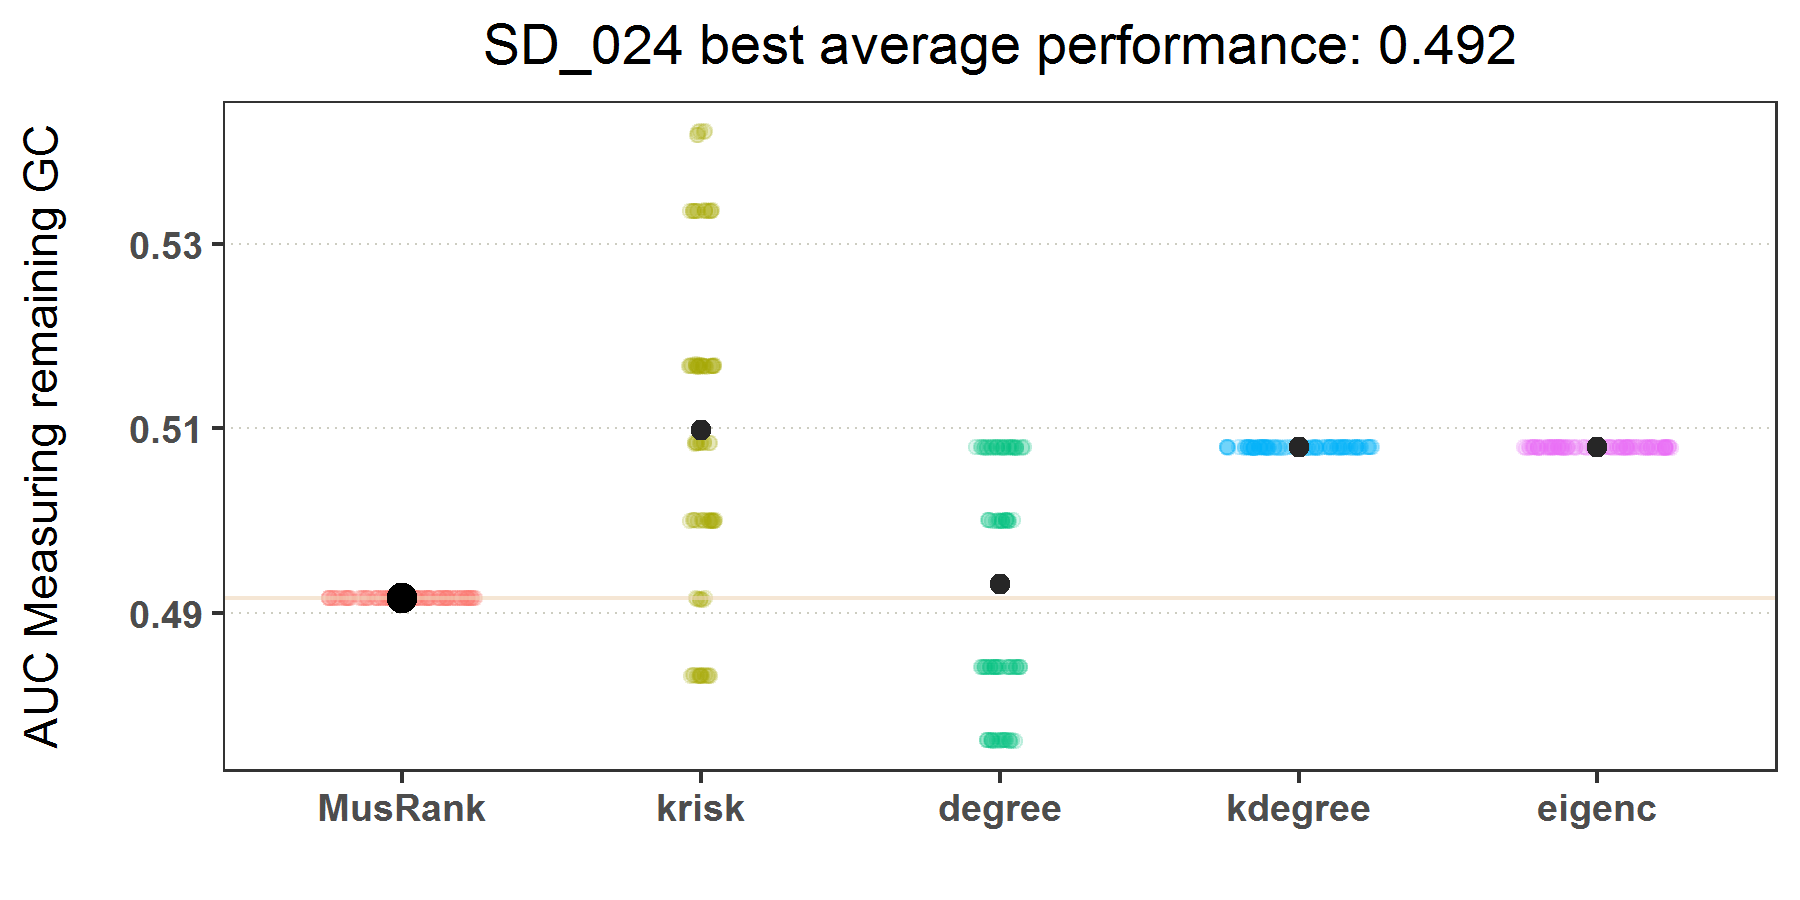 SD_024 best average performance: 0.492
AUC Measuring remaining GC
0.53
0.51
0.49
MusRank krisk degree kdegree eigenc